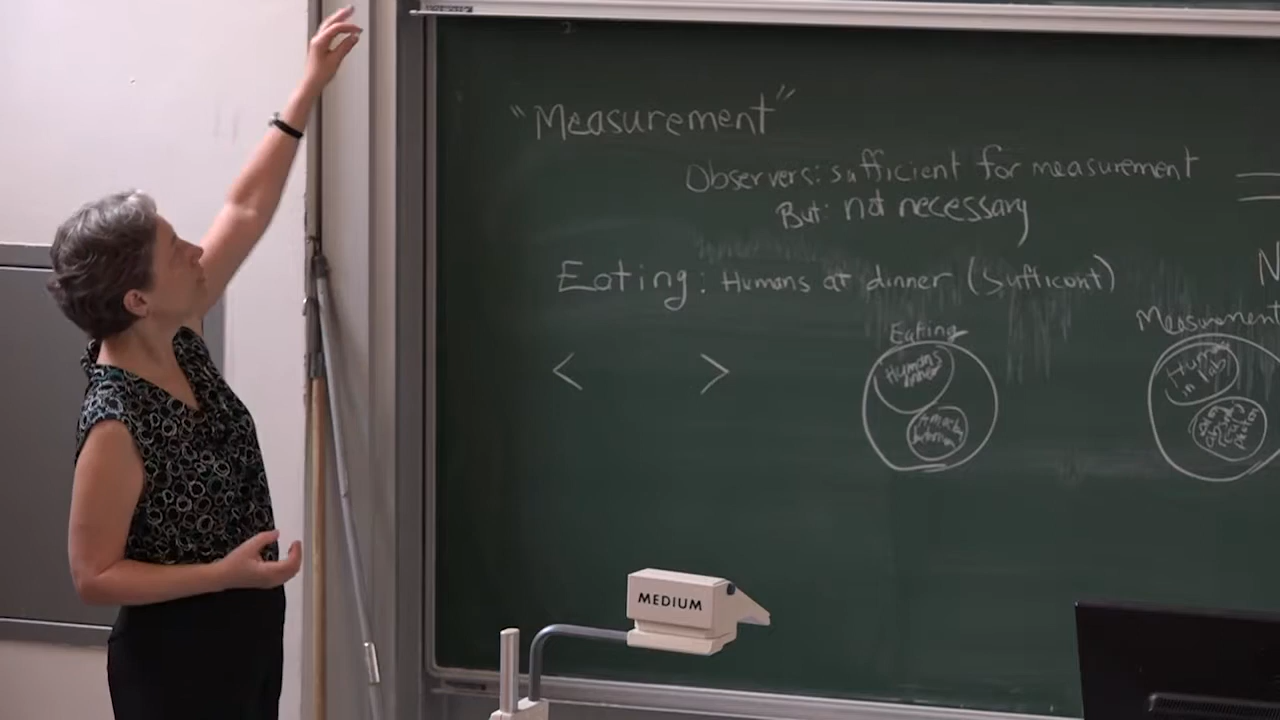 "Measurement"
Observers: sufficient for measurement
But: not necessary
Eating: Humans at dinner (Sufficient)
Eating
Humans
dinner
Measurement
in lab
<          >
N
MEDIUM